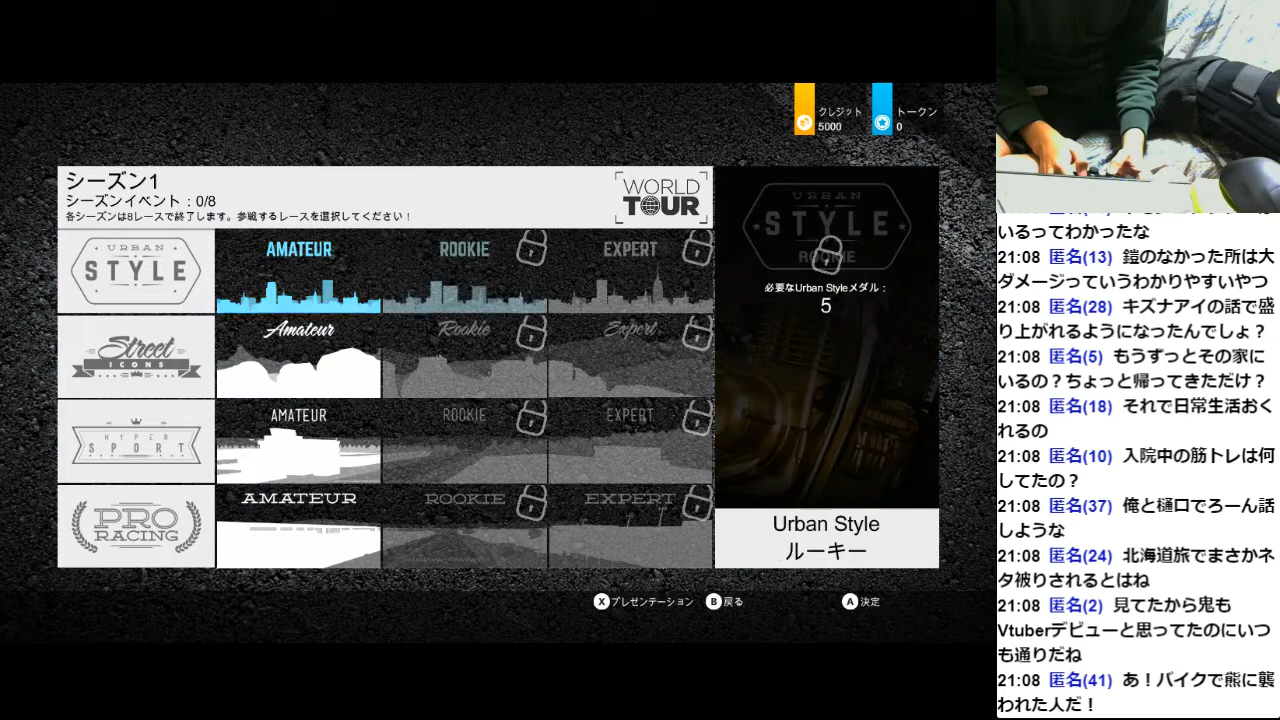 クレジット
5000
トークン
0
シーズン1
シーズンイベント：0/8
各シーズンは8レースで終了します。参戦するレースを選択してください！
WORLD
TOUR
URBAN
STYLE
AMATEUR
ROOKIE
EXPERT
Street
ICONS
Amateur
Rookie
Expert
HYPER
SPORT
AMATEUR
ROOKIE
EXPERT
PRO
RACING
AMATEUR
ROOKIE
EXPERT
URBAN
STYLE
ROOKIE
必要なUrban Styleメダル：
5
Urban Style
ルーキー
X プレゼンテーション
B 戻る
A 決定
いるってわかったな
21:08 匿名(13) 鎧のなかった所は大
ダメージっていうわかりやすいやつ
21:08 匿名(28) キズナアイの話で盛
り上がれるようになったんでしょ？
21:08 匿名(5) もうずっとその家に
いるの？ちょっと帰ってきただけ？
21:08 匿名(18) それで日常生活おく
れるの
21:08 匿名(10) 入院中の筋トレは何
してたの？
21:08 匿名(37) 俺と樋口でろーん話
しような
21:08 匿名(24) 北海道旅でまさかネ
タ被りされるとはね
21:08 匿名(2) 見てたから鬼も
Vtuberデビューと思ってたのにいつ
も通りだね
21:08 匿名(41) あ！バイクで熊に襲
われた人だ！